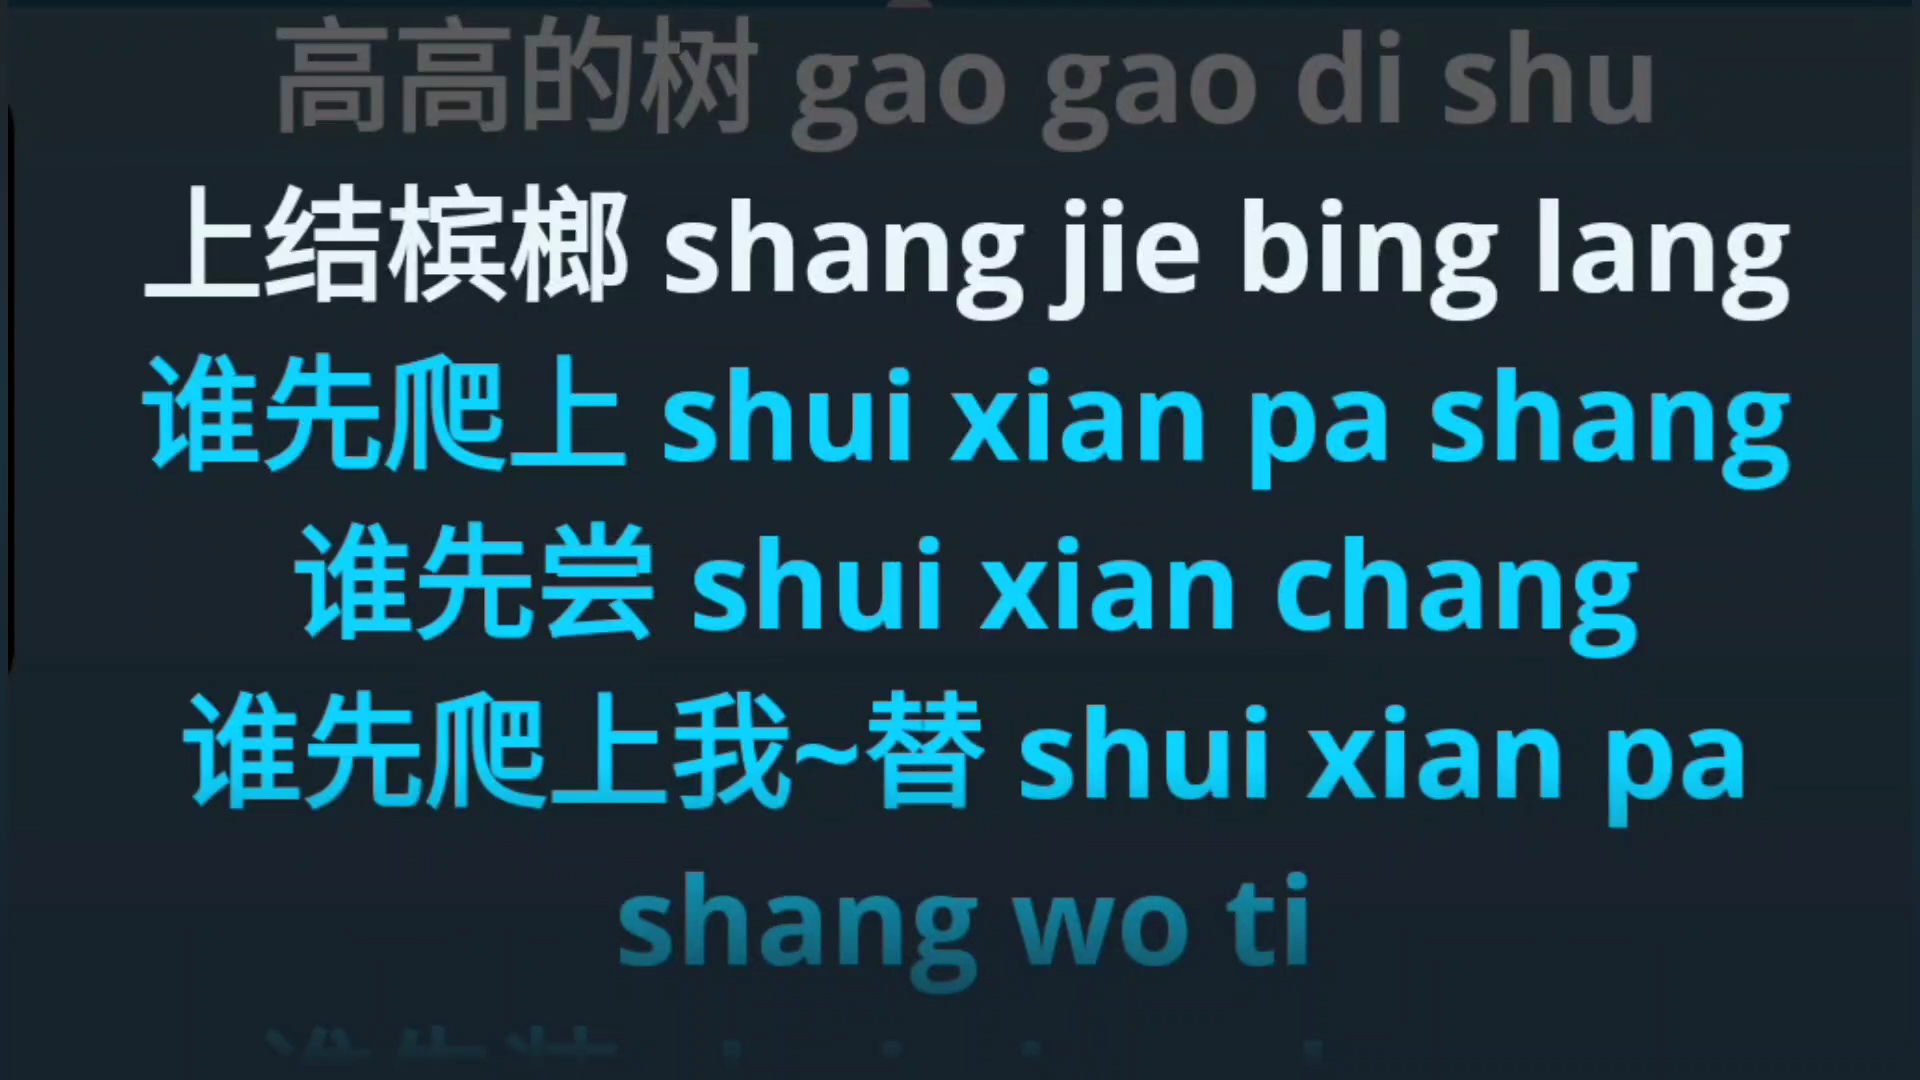 高高的树 gao gao di shu
上结槟榔 shang jie bing lang
谁先爬上 shui xian pa shang
谁先尝 shui xian chang
谁先爬上我~替 shui xian pa
shang wo ti